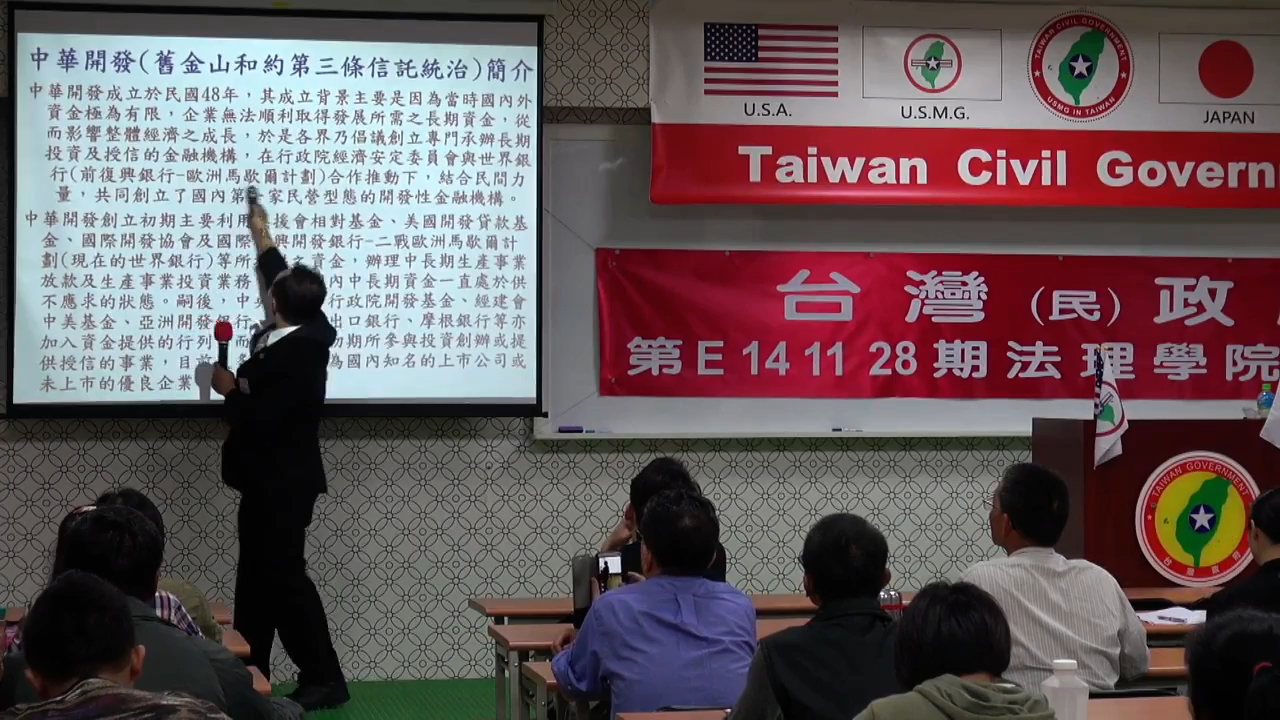 中華開發(舊金山和約第三條信託統治)簡介
中華開發成立於民國48年，其成立背景主要是因為當時國內外
資金極為有限，企業無法順利取得發展所需之長期資金，從
而影響整體經濟之成長，於是各界乃倡議創立專門承辦長期
投資及授信的金融機構，在行政院經濟安定委員會與世界銀
行(前復興銀行-歐洲馬歇爾計劃)合作推動下，結合民間力
量，共同創立了國內第 家民營型態的開發性金融機構。
中華開發創立初期主要利用 援後會相對基金、美國開發貸款基
金、國際開發協會及國際 興開發銀行-二戰歐洲馬歇爾計
劃(現在的世界銀行)等所 資金，辦理中長期生產事業
放款及生產事業投資業務 內中長期資金一直處於供
不應求的狀態。嗣後，中 行政院開發基金、經建會
中美基金、亞洲開發銀行 出口銀行、摩根銀行等亦
加入資金提供的行列 初期所參與投資創辦或提
供授信的事業，目前 為國內知名的上市公司或
未上市的優良企業
U.S.A.
U.S.M.G.
TAIWAN CIVIL GOVERNMENT
USMG IN TAIWAN
JAPAN
Taiwan Civil Govern
台灣(民)政
第E 14 11 28 期法理學院
TAIWAN GOVERNMENT
台灣政府